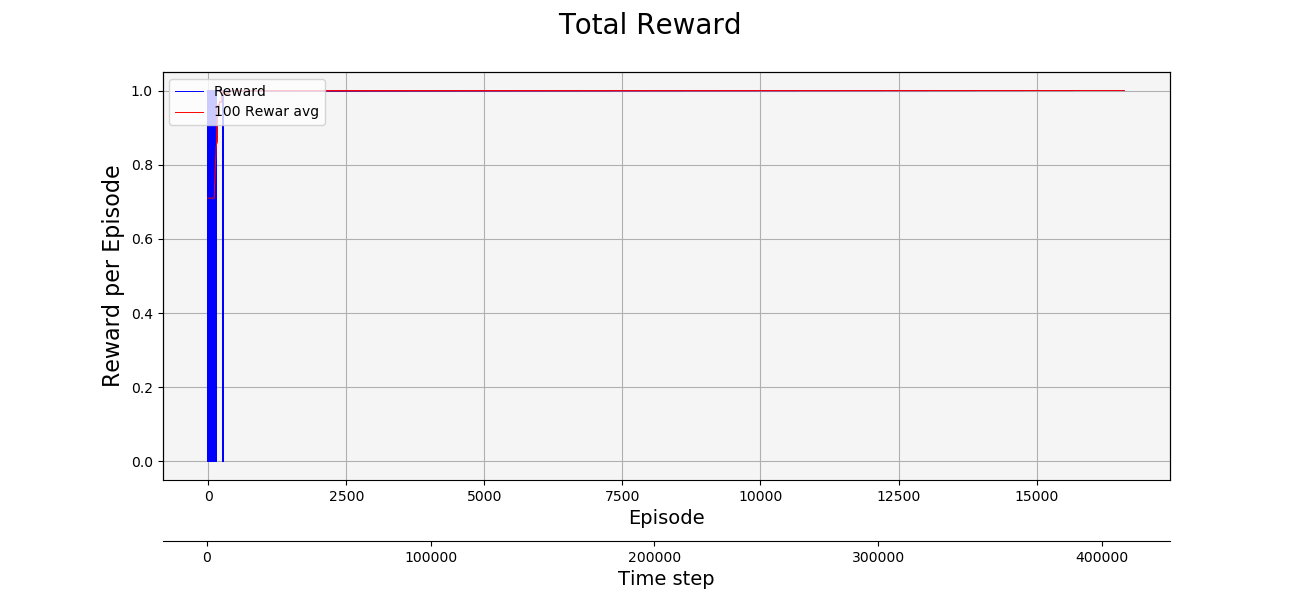 Total Reward
Reward
100 Rewar avg
Reward per Episode
1.0
0.8
0.6
0.4
0.2
0.0
0 2500 5000 7500 10000 12500 15000
Episode
0 100000 200000 300000 400000
Time step